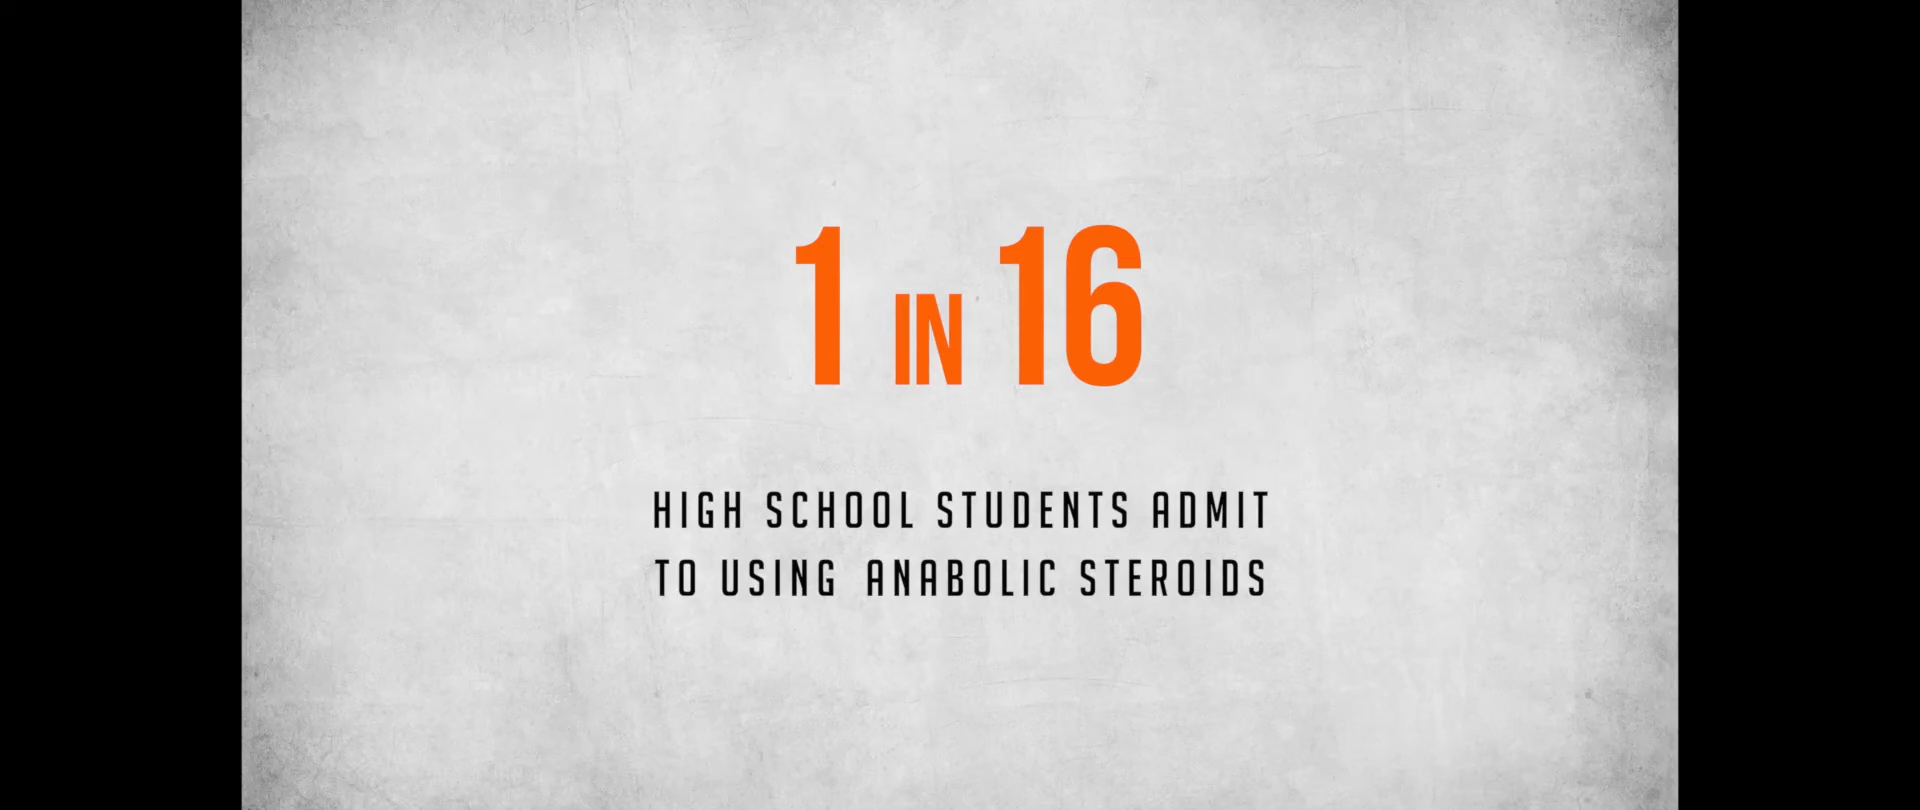 1 IN 16
HIGH SCHOOL STUDENTS ADMIT
TO USING ANABOLIC STEROIDS